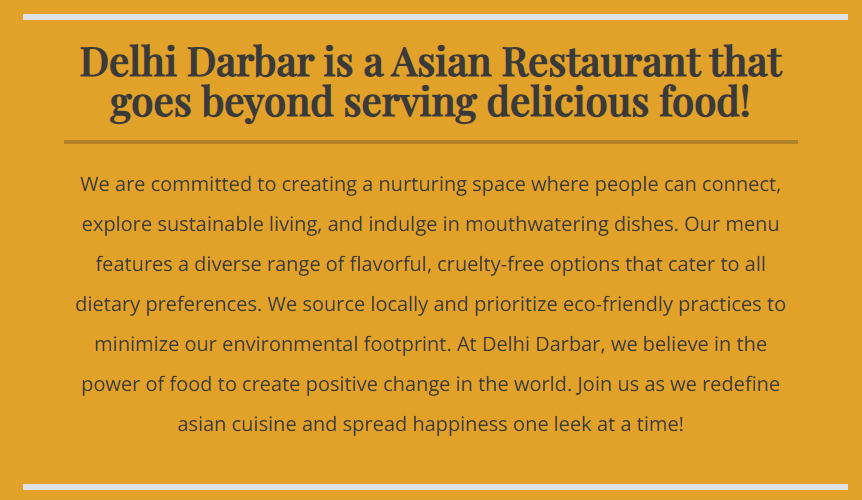 Delhi Darbar is a Asian Restaurant that
goes beyond serving delicious food!
We are committed to creating a nurturing space where people can connect,
explore sustainable living, and indulge in mouthwatering dishes. Our menu
features a diverse range of flavorful, cruelty-free options that cater to all
dietary preferences. We source locally and prioritize eco-friendly practices to
minimize our environmental footprint. At Delhi Darbar, we believe in the
power of food to create positive change in the world. Join us as we redefine
asian cuisine and spread happiness one leek at a time!